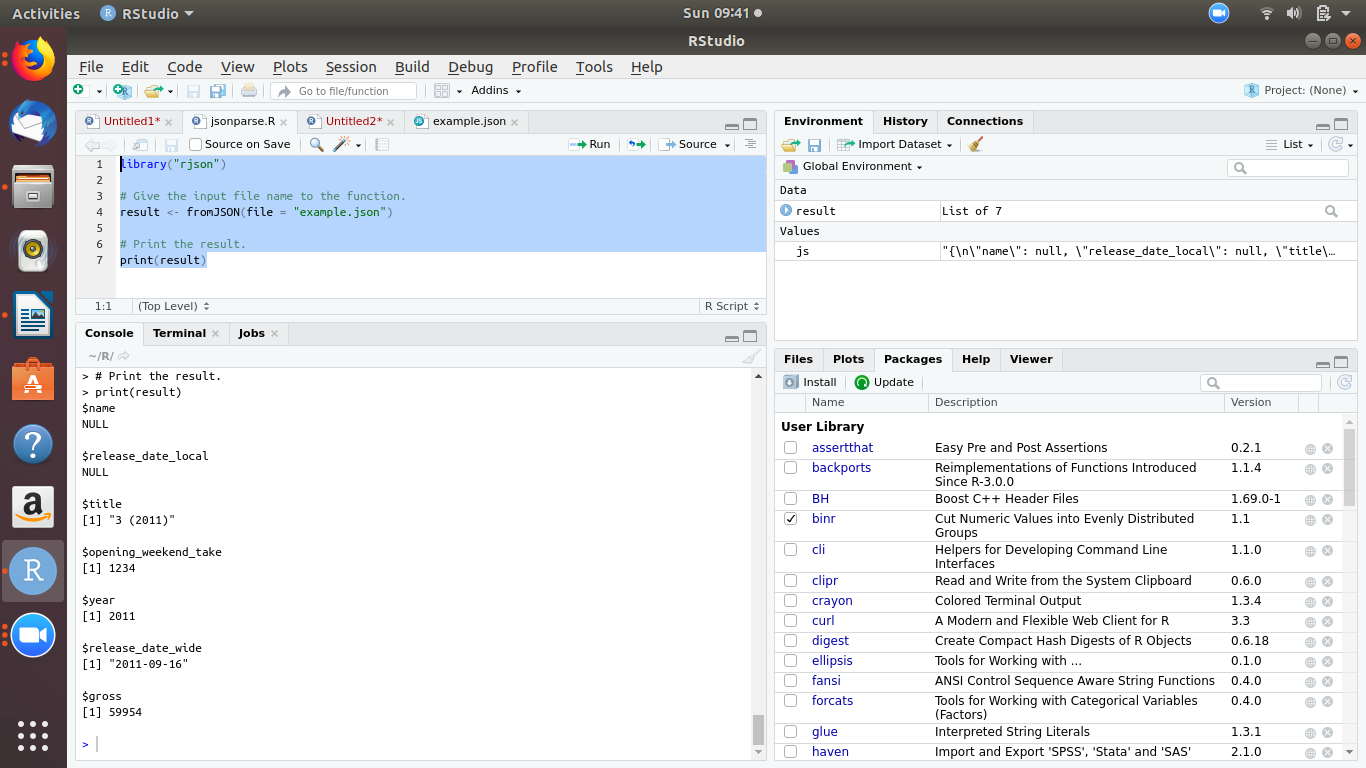 Activities RStudio Sun 09:41
RStudio
File Edit Code View Plots Session Build Debug Profile Tools Help
Go to file/function Addins Project: (None)
Untitled1* jsonparse.R Untitled2* example.json
Source on Save Run Source
1 library("rjson")
2
3 # Give the input file name to the function.
4 result <- fromJSON(file = "example.json")
5
6 # Print the result.
7 print(result)
1:1 (Top Level) R Script
Console Terminal Jobs
~/R/
> # Print the result.
> print(result)
$name
NULL
$release_date_local
NULL
$title
[1] "3 (2011)"
$opening_weekend_take
[1] 1234
$year
[1] 2011
$release_date_wide
[1] "2011-09-16"
$gross
[1] 59954
>
Environment History Connections
Import Dataset List
Global Environment
Data
result List of 7
Values
js "{\n\"name\": null, \"release_date_local\": null, \"title\…
Files Plots Packages Help Viewer
Install Update
Name Description Version
User Library
assertthat Easy Pre and Post Assertions 0.2.1
backports Reimplementations of Functions Introduced 1.1.4
Since R-3.0.0
BH Boost C++ Header Files 1.69.0-1
binr Cut Numeric Values into Evenly Distributed 1.1
Groups
cli Helpers for Developing Command Line 1.1.0
Interfaces
clipr Read and Write from the System Clipboard 0.6.0
crayon Colored Terminal Output 1.3.4
curl A Modern and Flexible Web Client for R 3.3
digest Create Compact Hash Digests of R Objects 0.6.18
ellipsis Tools for Working with ... 0.1.0
fansi ANSI Control Sequence Aware String Functions 0.4.0
forcats Tools for Working with Categorical Variables 0.4.0
(Factors)
glue Interpreted String Literals 1.3.1
haven Import and Export 'SPSS', 'Stata' and 'SAS' 2.1.0